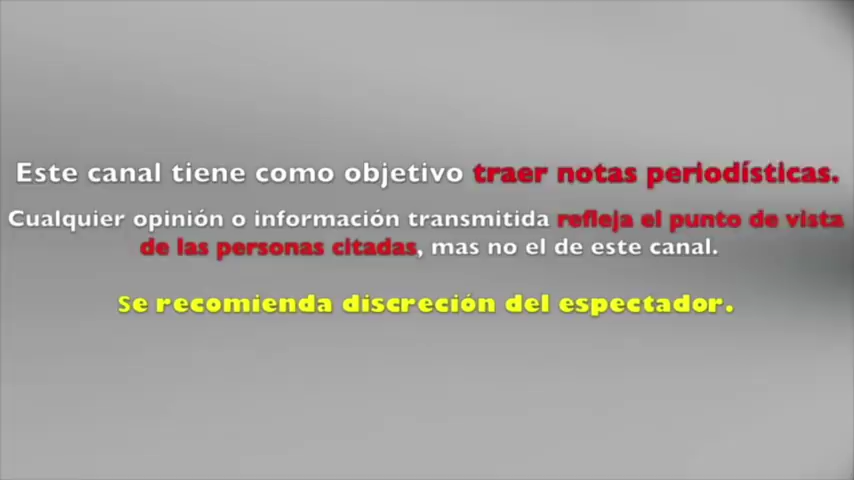 Este canal tiene como objetivo traer notas periodísticas.
Cualquier opinión o información transmitida refleja el punto de vista
de las personas citadas, mas no el de este canal.
Se recomienda discreción del espectador.